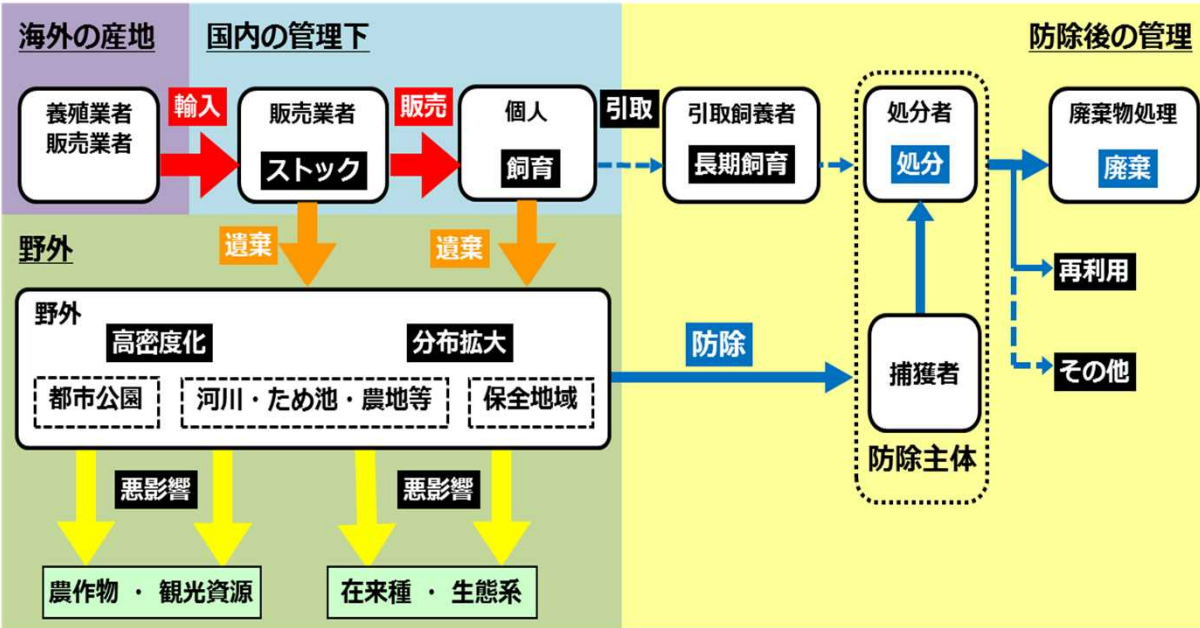 海外の産地
国内の管理下
防除後の管理
養殖業者
販売業者
輸入
販売業者
ストック
販売
個人
飼育
引取
引取飼養者
長期飼育
処分者
処分
廃棄物処理
廃棄
遺棄
遺棄
再利用
その他
野外
野外
高密度化
分布拡大
都市公園
河川・ため池・農地等
保全地域
防除
捕獲者
防除主体
悪影響
悪影響
農作物 ・ 観光資源
在来種 ・ 生態系